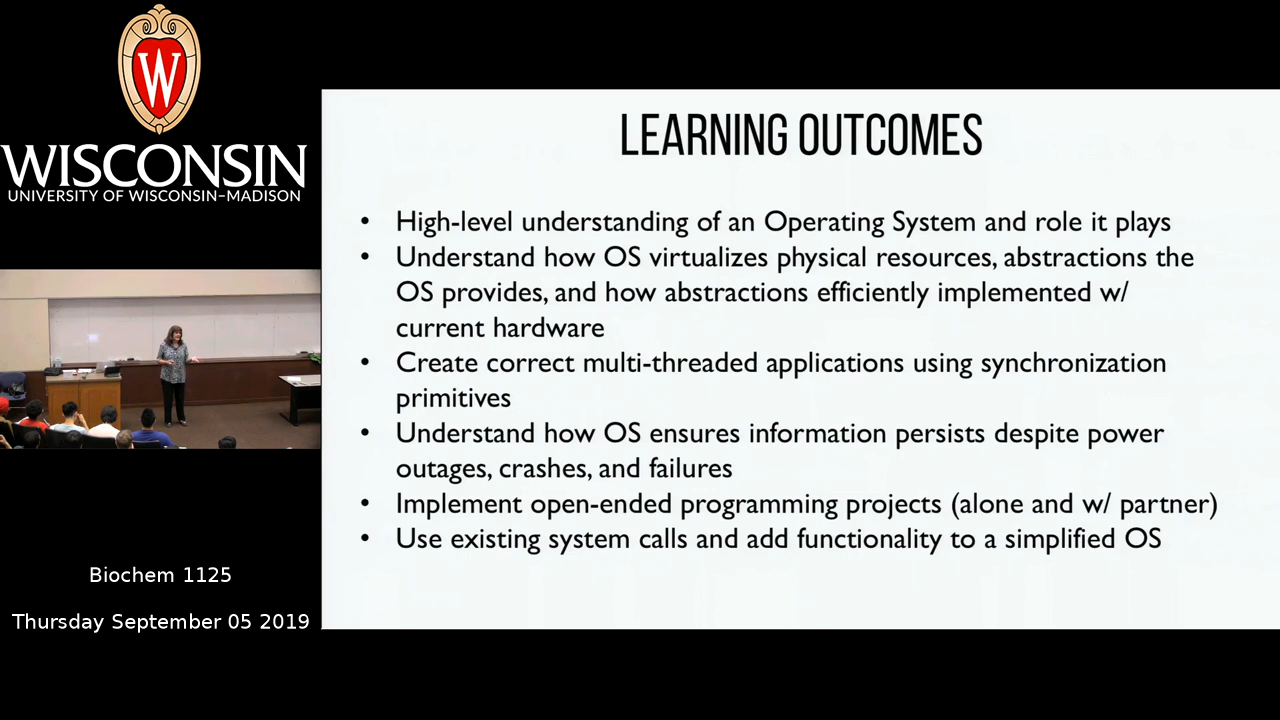 W
WISCONSIN
UNIVERSITY OF WISCONSIN-MADISON
LEARNING OUTCOMES
• High-level understanding of an Operating System and role it plays
• Understand how OS virtualizes physical resources, abstractions the
OS provides, and how abstractions efficiently implemented w/
current hardware
• Create correct multi-threaded applications using synchronization
primitives
• Understand how OS ensures information persists despite power
outages, crashes, and failures
• Implement open-ended programming projects (alone and w/ partner)
• Use existing system calls and add functionality to a simplified OS
Biochem 1125
Thursday September 05 2019